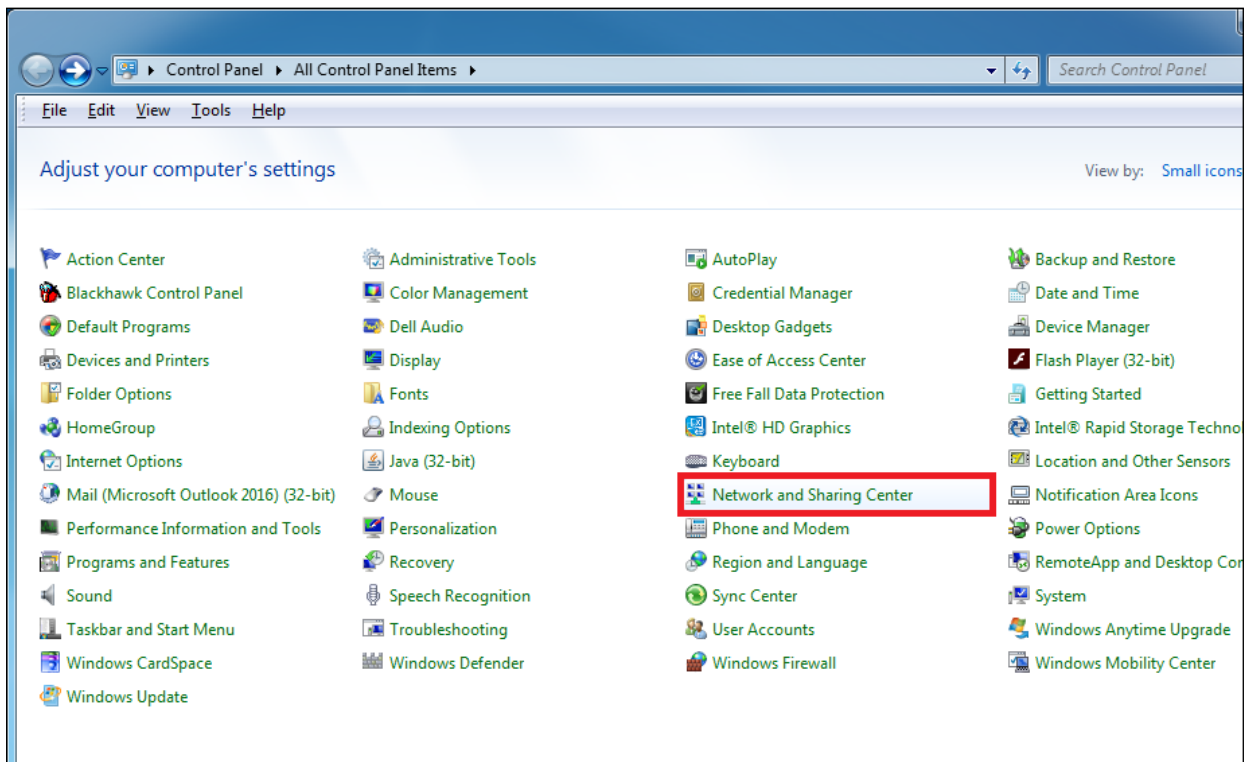 Control Panel All Control Panel Items Search Control Panel
File Edit View Tools Help
Adjust your computer's settings View by: Small icons
Action Center Administrative Tools AutoPlay Backup and Restore
Blackhawk Control Panel Color Management Credential Manager Date and Time
Default Programs Dell Audio Desktop Gadgets Device Manager
Devices and Printers Display Ease of Access Center Flash Player (32-bit)
Folder Options Fonts Free Fall Data Protection Getting Started
HomeGroup Indexing Options Intel® HD Graphics Intel® Rapid Storage Techno
Internet Options Java (32-bit) Keyboard Location and Other Sensors
Mail (Microsoft Outlook 2016) (32-bit) Mouse Network and Sharing Center Notification Area Icons
Performance Information and Tools Personalization Phone and Modem Power Options
Programs and Features Recovery Region and Language RemoteApp and Desktop Con
Sound Speech Recognition Sync Center System
Taskbar and Start Menu Troubleshooting User Accounts Windows Anytime Upgrade
Windows CardSpace Windows Defender Windows Firewall Windows Mobility Center
Windows Update